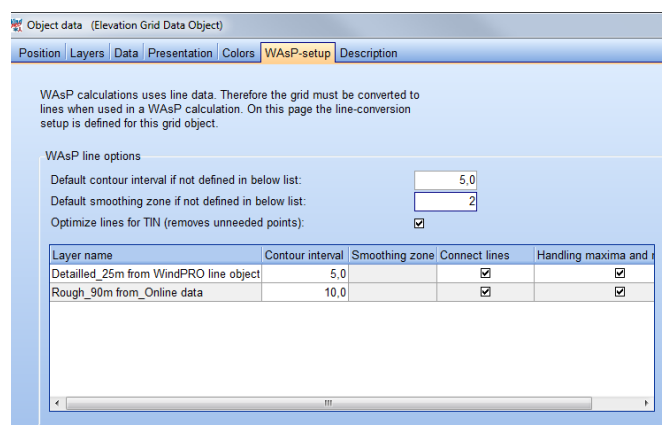 Object data (Elevation Grid Data Object)
Position Layers Data Presentation Colors WAsP-setup Description
WAsP calculations uses line data. Therefore the grid must be converted to
lines when used in a WAsP calculation. On this page the line-conversion
setup is defined for this grid object.
WAsP line options
Default contour interval if not defined in below list: 5,0
Default smoothing zone if not defined in below list: 2
Optimize lines for TIN (removes unneeded points):
Layer name Contour interval Smoothing zone Connect lines Handling maxima and
Detailled_25m from WindPRO line object 5,0
Rough_90m from_Online data 10,0